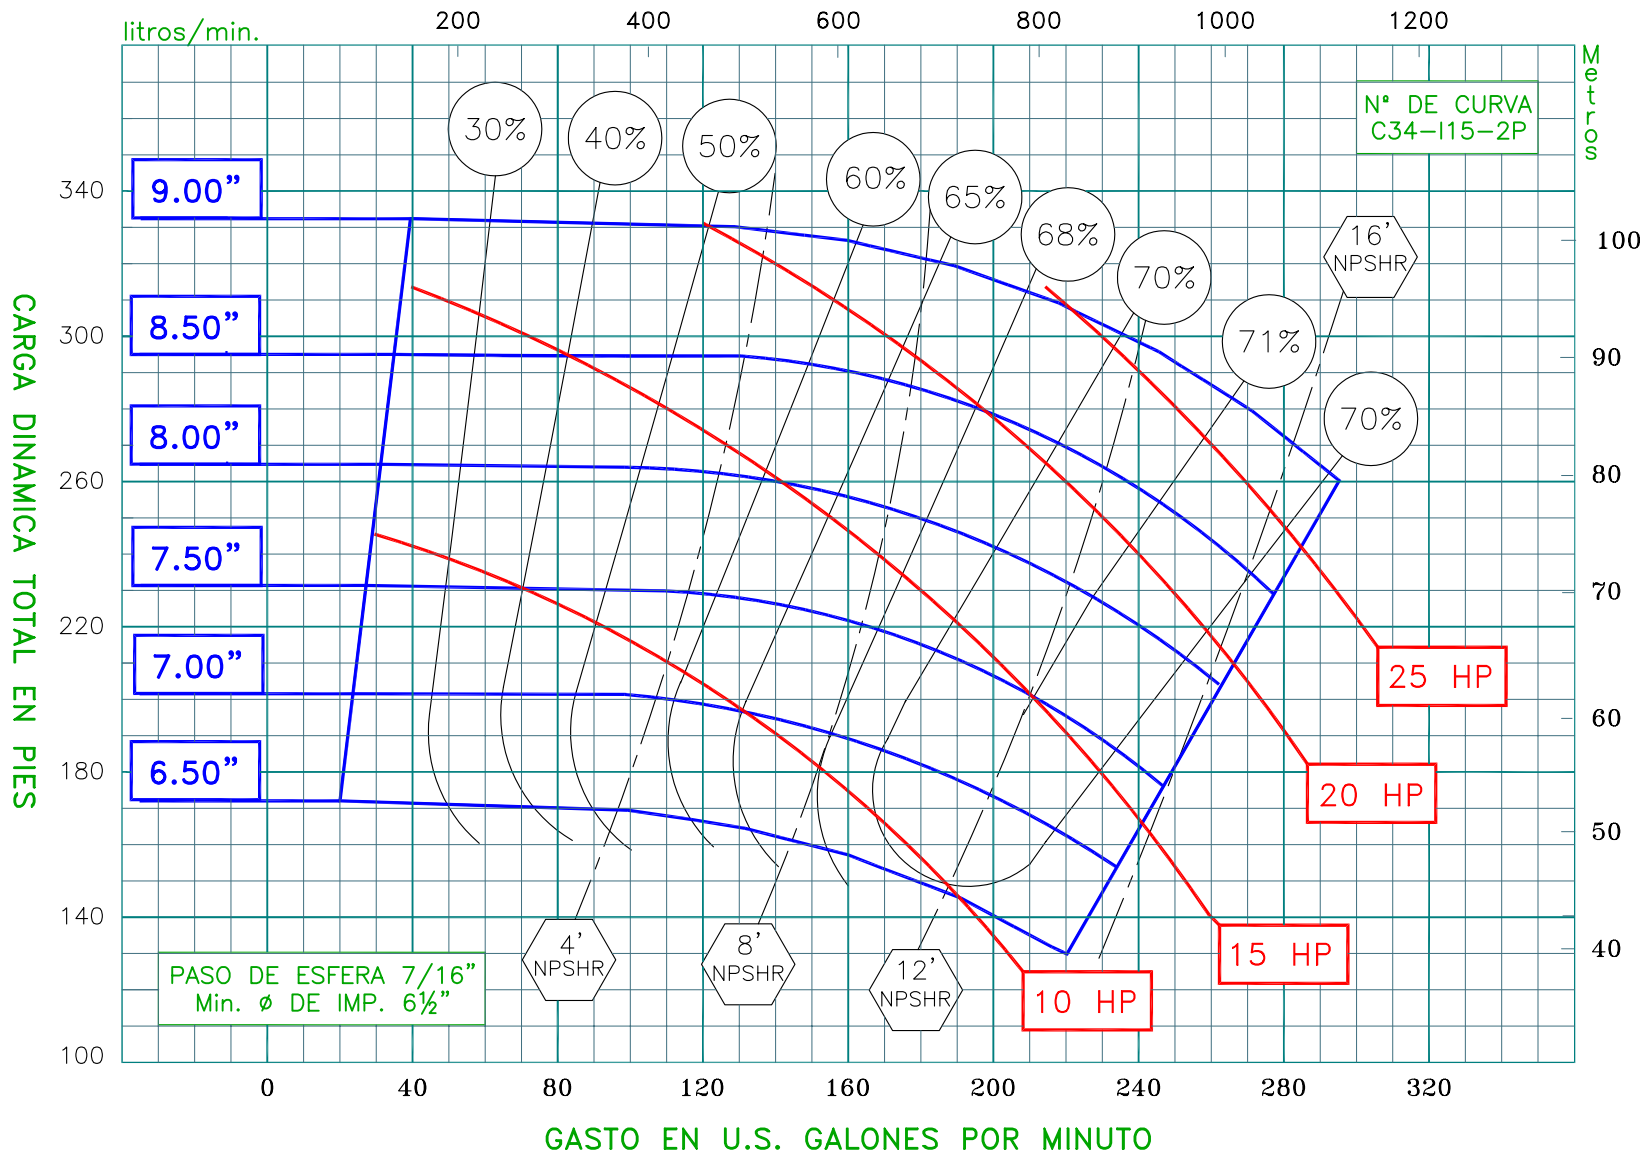 litros/min.
200 400 600 800 1000 1200
Metros
Nº DE CURVA
C34-I15-2P
30%
40%
50%
60%
65%
68%
70%
71%
70%
16'
NPSHR
9.00"
8.50"
8.00"
7.50"
7.00"
6.50"
340
300
260
220
180
140
100
100
90
80
70
60
50
40
CARGA DINAMICA TOTAL EN PIES
25 HP
20 HP
15 HP
10 HP
4'
NPSHR
8'
NPSHR
12'
NPSHR
PASO DE ESFERA 7/16"
Min. ø DE IMP. 6½"
0 40 80 120 160 200 240 280 320
GASTO EN U.S. GALONES POR MINUTO